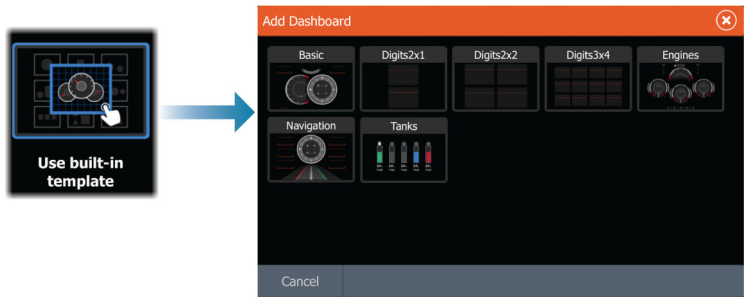 Use built-in
template
Add Dashboard
Basic
Digits2x1
Digits2x2
Digits3x4
Engines
Navigation
Tanks
Cancel